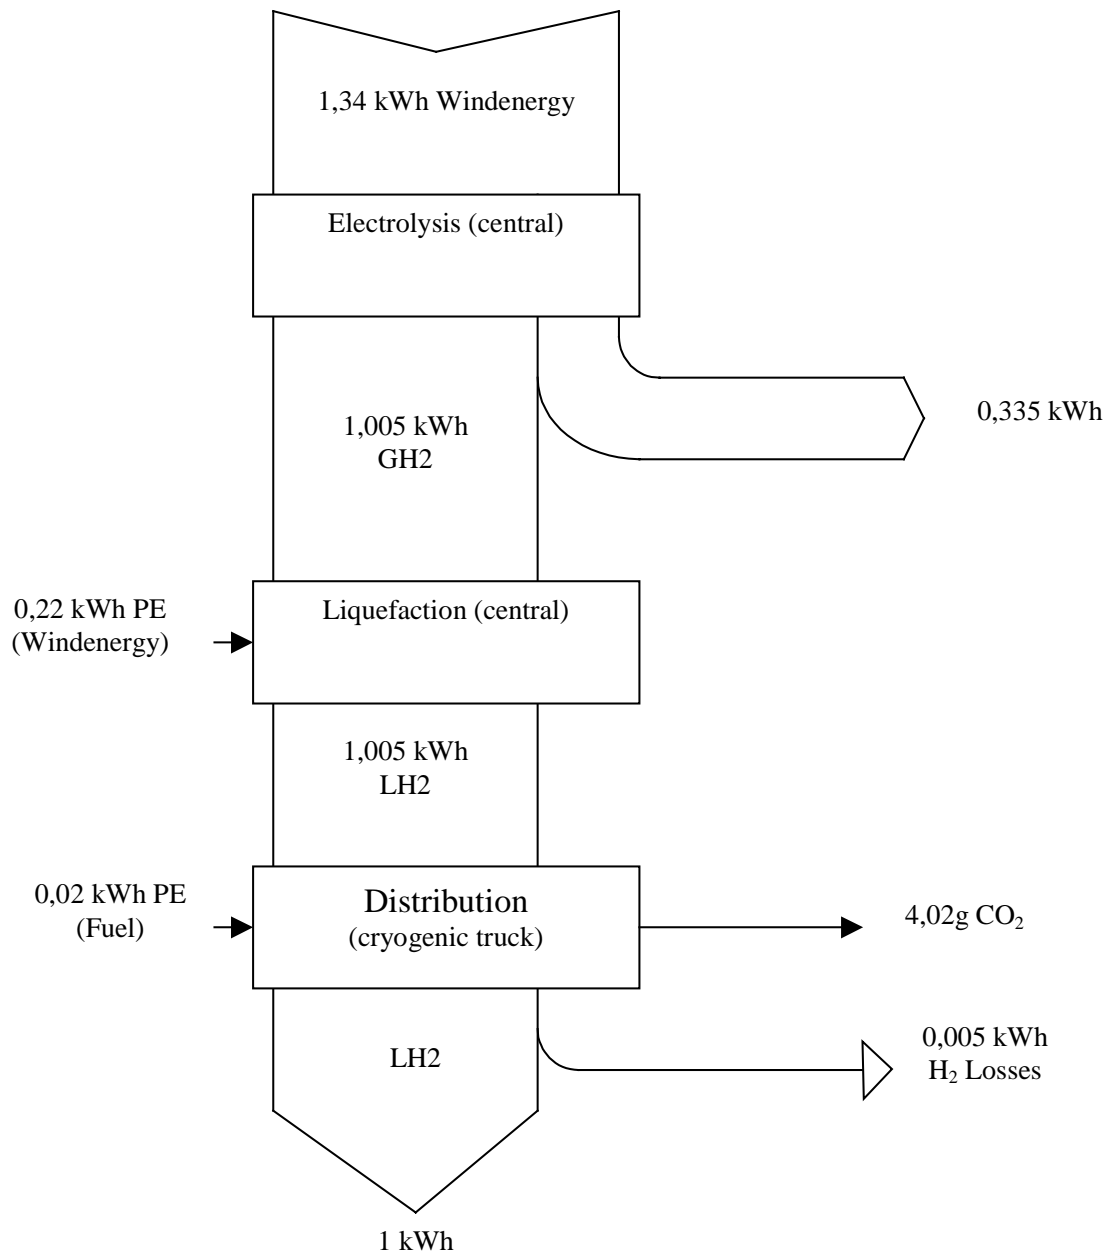 1,34 kWh Windenergy
Electrolysis (central)
0,335 kWh
1,005 kWh
GH2
0,22 kWh PE
(Windenergy)
Liquefaction (central)
1,005 kWh
LH2
0,02 kWh PE
(Fuel)
Distribution
(cryogenic truck)
4,02g CO₂
LH2
0,005 kWh
H₂ Losses
1 kWh